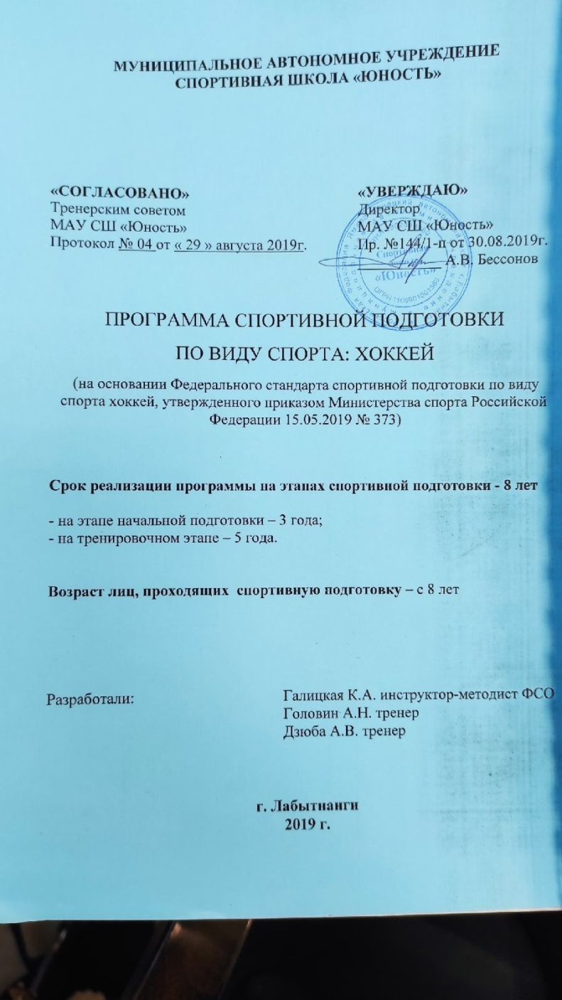 МУНИЦИПАЛЬНОЕ АВТОНОМНОЕ УЧРЕЖДЕНИЕ
СПОРТИВНАЯ ШКОЛА «ЮНОСТЬ»
«СОГЛАСОВАНО»
Тренерским советом
МАУ СШ «Юность»
Протокол № 04 от « 29 » августа 2019г.
«УВЕРЖДАЮ»
Директор
МАУ СШ «Юность»
Пр. №144/1-п от 30.08.2019г.
А.В. Бессонов
Спортивная
школа
«Юность»
ПРОГРАММА СПОРТИВНОЙ ПОДГОТОВКИ
ПО ВИДУ СПОРТА: ХОККЕЙ
(на основании Федерального стандарта спортивной подготовки по виду
спорта хоккей, утвержденного приказом Министерства спорта Российской
Федерации 15.05.2019 № 373)
Срок реализации программы на этапах спортивной подготовки - 8 лет
- на этапе начальной подготовки – 3 года;
- на тренировочном этапе – 5 года.
Возраст лиц, проходящих спортивную подготовку – с 8 лет
Разработали:
Галицкая К.А. инструктор-методист ФСО
Головин А.Н. тренер
Дзюба А.В. тренер
г. Лабытнанги
2019 г.